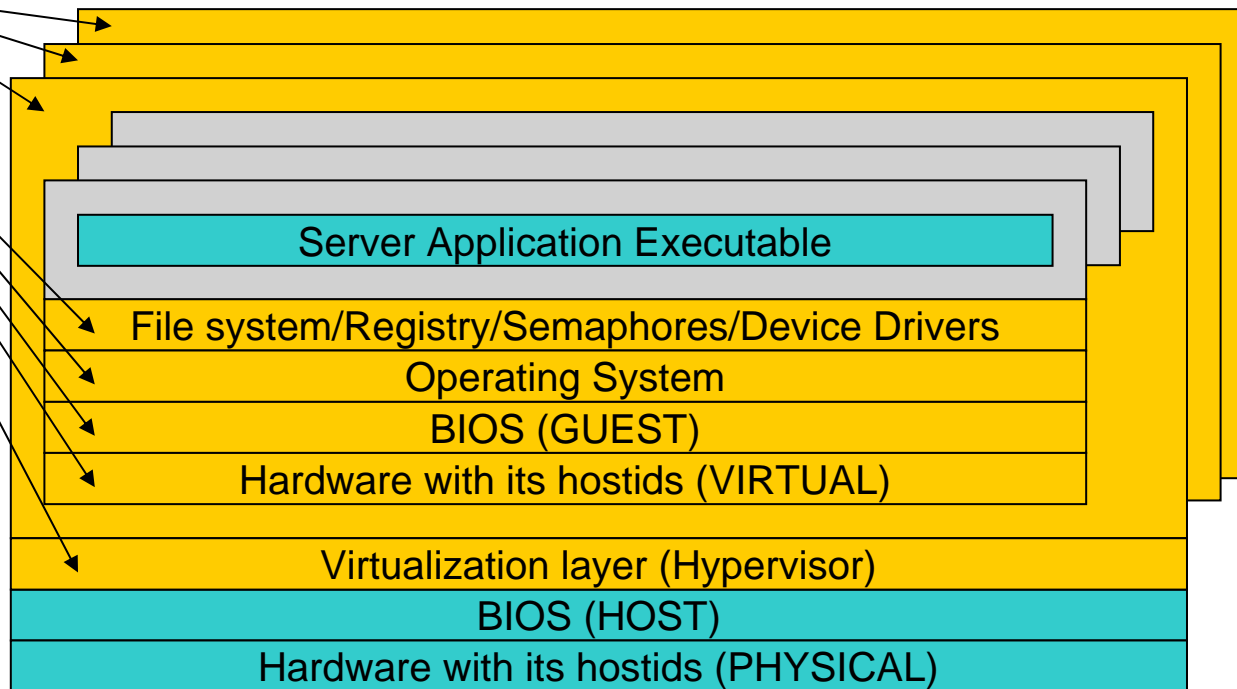 Server Application Executable
File system/Registry/Semaphores/Device Drivers
Operating System
BIOS (GUEST)
Hardware with its hostids (VIRTUAL)
Virtualization layer (Hypervisor)
BIOS (HOST)
Hardware with its hostids (PHYSICAL)